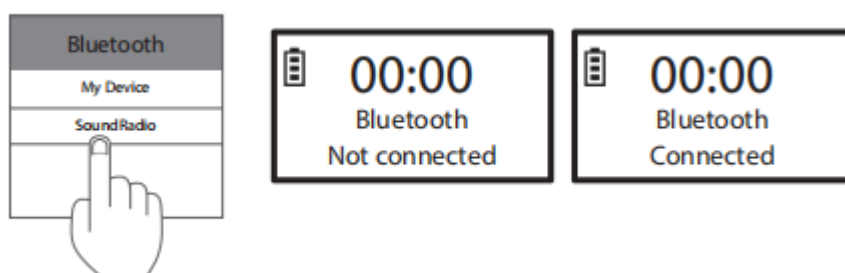 Bluetooth
My Device
SoundRadio
00:00
Bluetooth
Not connected
00:00
Bluetooth
Connected